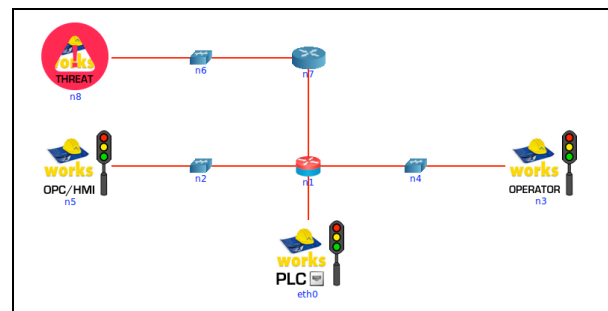 works
THREAT
n8
n6
n7
works
OPC/HMI
n5
n2
n1
n4
works
OPERATOR
n3
works
PLC
eth0